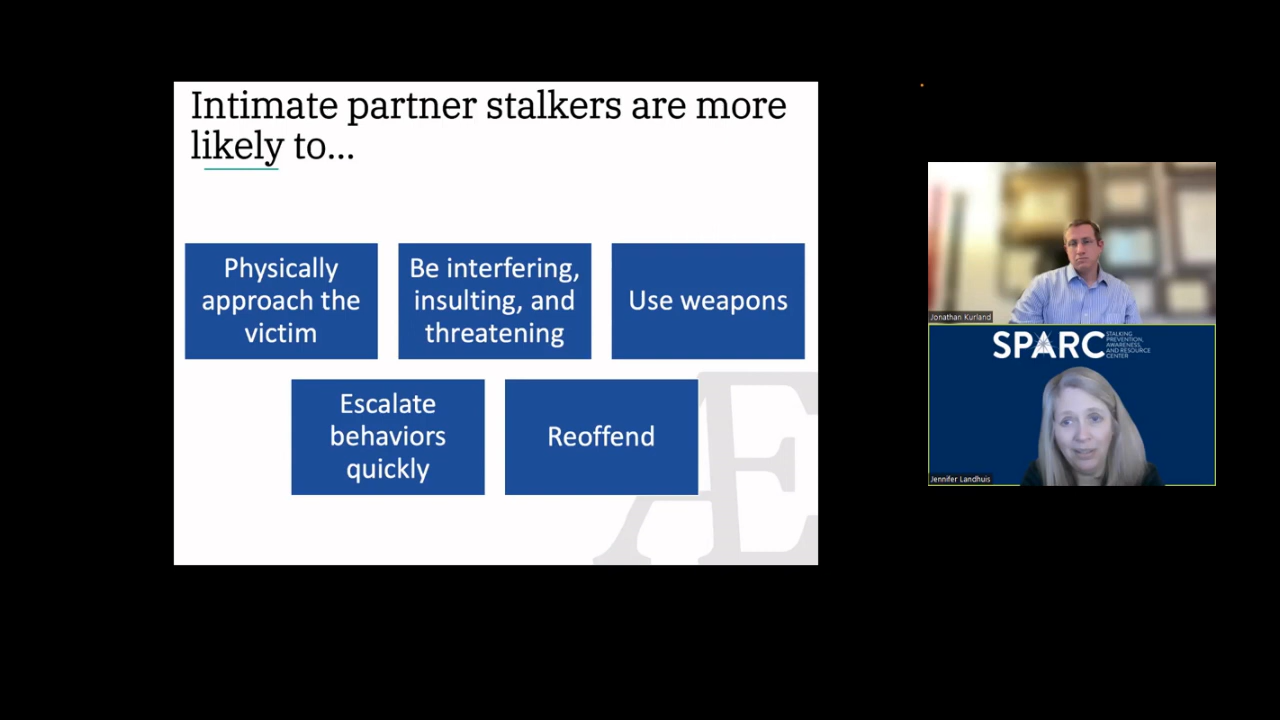 Intimate partner stalkers are more
likely to...
Physically
approach the
victim
Be interfering,
insulting, and
threatening
Use weapons
Escalate
behaviors
quickly
Reoffend
Æ
Jonathan Kurland
SPARC
STALKING
PREVENTION,
AWARENESS,
AND RESOURCE
CENTER
Jennifer Landhuis